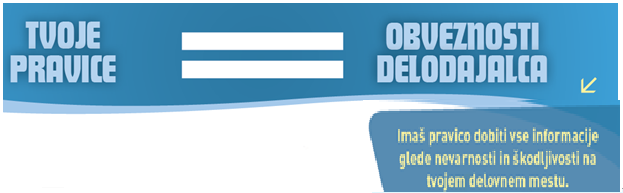 TVOJE
PRAVICE
=
OBVEZNOSTI
DELODAJALCA
Imaš pravico dobiti vse informacije
glede nevarnosti in škodljivosti na
tvojem delovnem mestu.